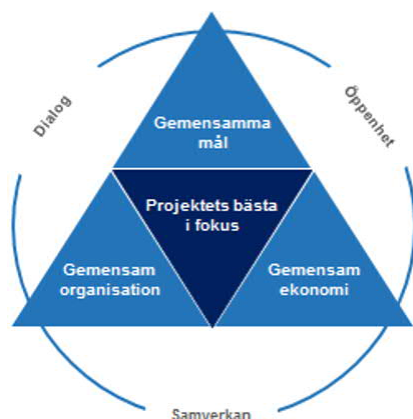 Dialog
Öppenhet
Gemensamma
mål
Projektets bästa
i fokus
Gemensam
organisation
Gemensam
ekonomi
Samverkan